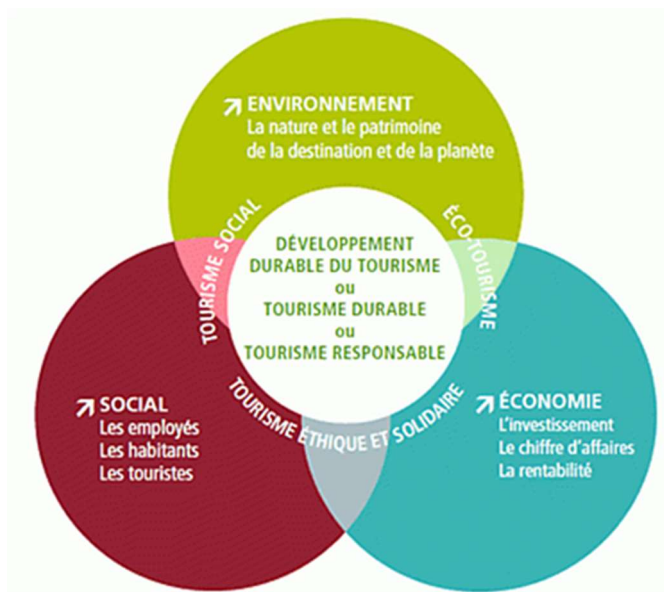 ENVIRONNEMENT
La nature et le patrimoine
de la destination et de la planète
TOURISME SOCIAL
ÉCO-TOURISME
DÉVELOPPEMENT
DURABLE DU TOURISME
ou
TOURISME DURABLE
ou
TOURISME RESPONSABLE
TOURISME ÉTHIQUE ET SOLIDAIRE
SOCIAL
Les employés
Les habitants
Les touristes
ÉCONOMIE
L'investissement
Le chiffre d'affaires
La rentabilité